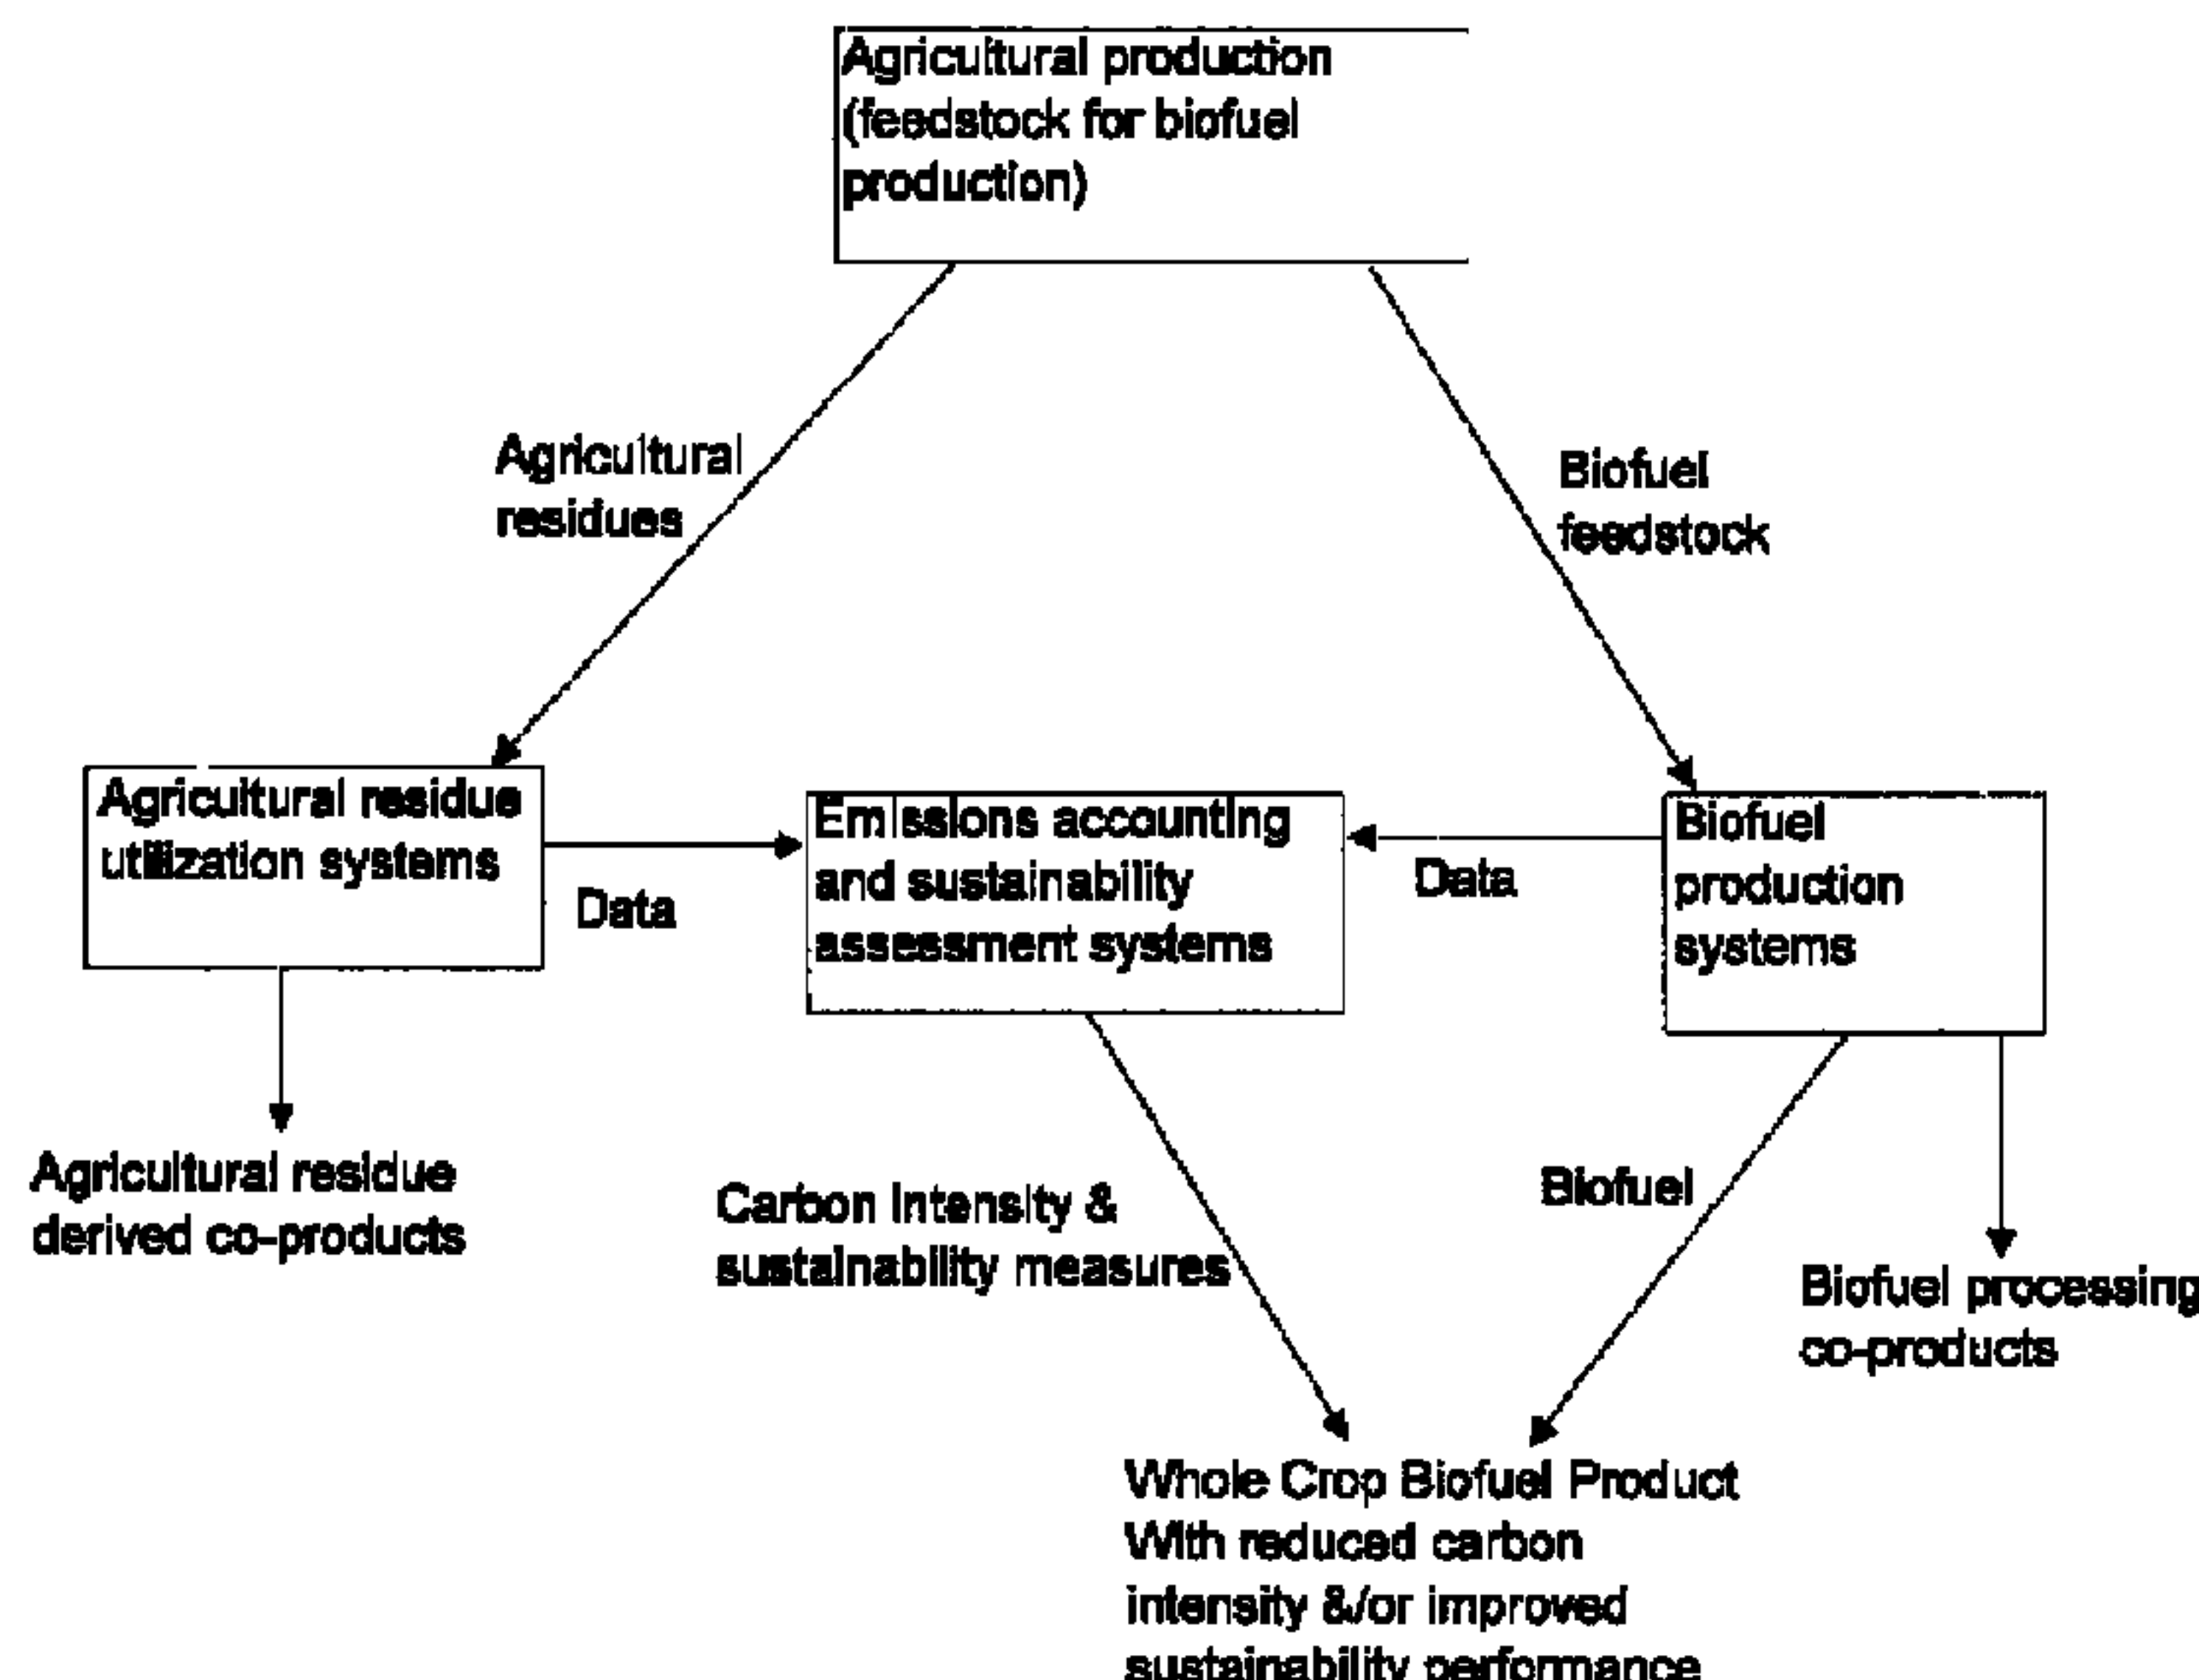 Agricultural production
(feedstock for biofuel
production)
Agricultural
residues
Biofuel
feedstock
Agricultural residue
utilization systems
Data
Emissions accounting
and sustainability
assessment systems
Data
Biofuel
production
systems
Agricultural residue
derived co-products
Carbon Intensity &
sustainability measures
Biofuel
Biofuel processing
co-products
Whole Crop Biofuel Product
With reduced carbon
intensity &/or improved
sustainability performance